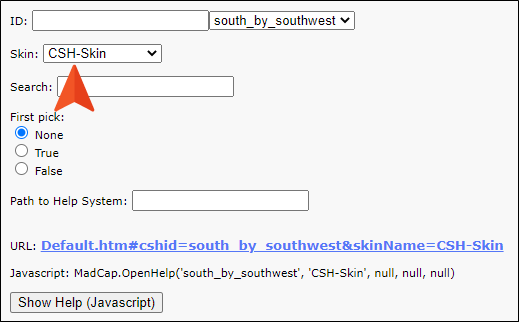 ID: south_by_southwest
Skin: CSH-Skin
Search:
First pick:
None
True
False
Path to Help System:
URL: Default.htm#cshid=south_by_southwest&skinName=CSH-Skin
Javascript: MadCap.OpenHelp('south_by_southwest', 'CSH-Skin', null, null, null)
Show Help (Javascript)